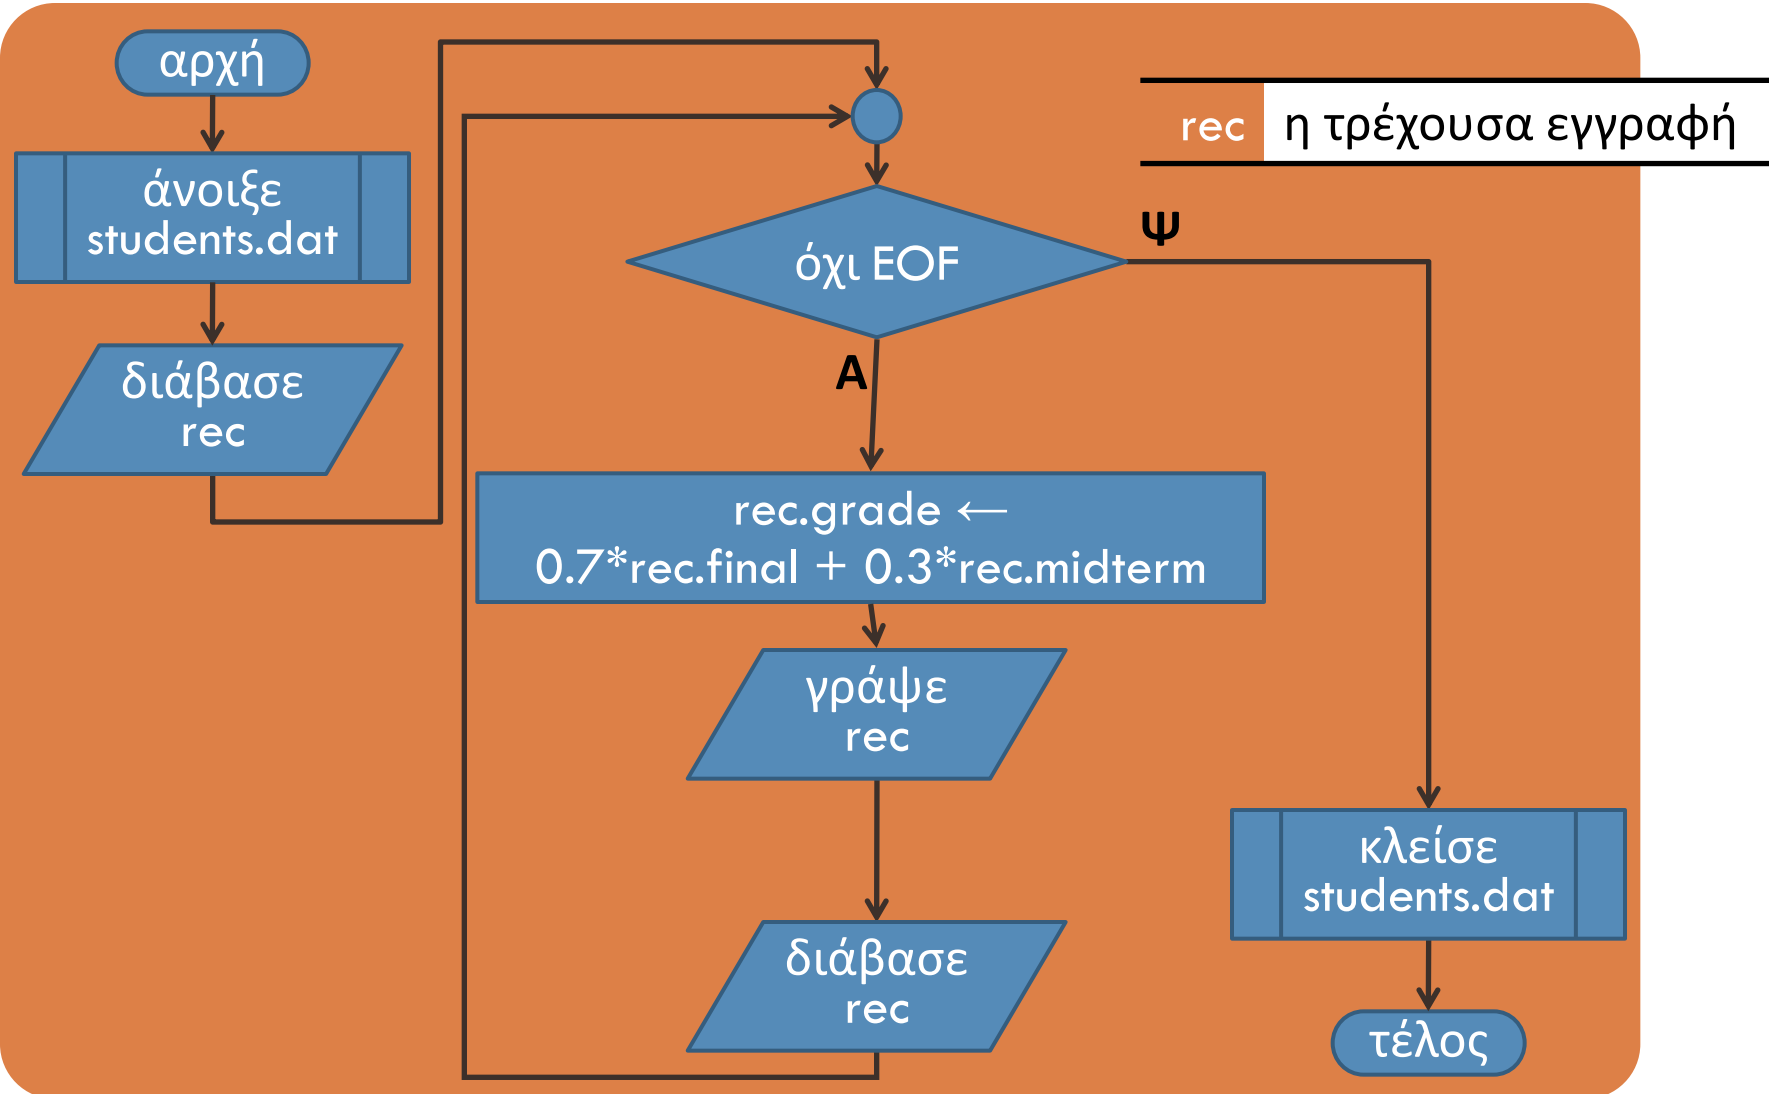 αρχή
άνοιξε
students.dat
διάβασε
rec
rec η τρέχουσα εγγραφή
όχι EOF
Ψ
Α
rec.grade ←
0.7*rec.final + 0.3*rec.midterm
γράψε
rec
διάβασε
rec
κλείσε
students.dat
τέλος